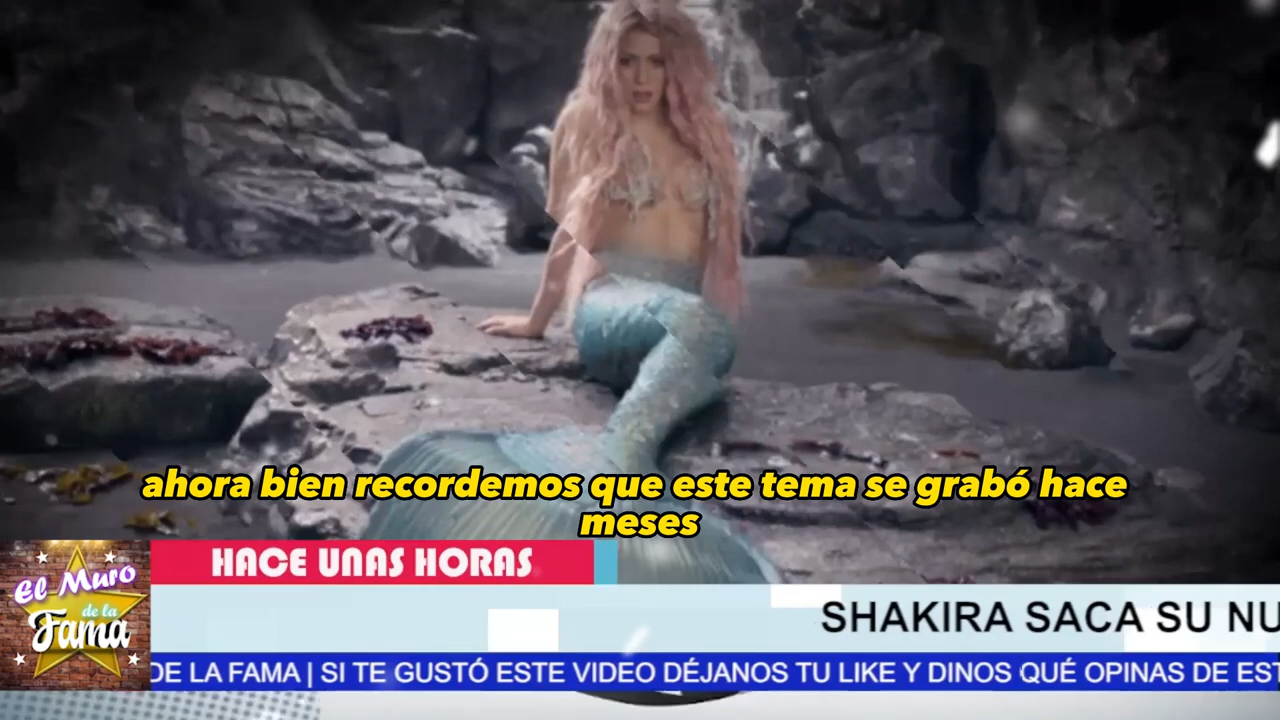 ahora bien recordemos que este tema se grabó hace
meses
HACE UNAS HORAS
El Muro
de la
Fama
SHAKIRA SACA SU NU
DE LA FAMA | SI TE GUSTÓ ESTE VIDEO DÉJANOS TU LIKE Y DINOS QUÉ OPINAS DE EST